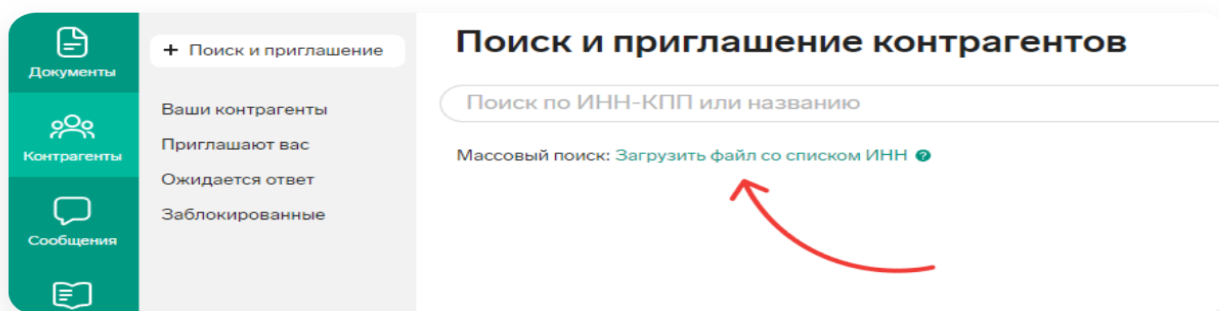 Документы
Контрагенты
Сообщения
+ Поиск и приглашение
Ваши контрагенты
Приглашают вас
Ожидается ответ
Заблокированные
Поиск и приглашение контрагентов
Поиск по ИНН-КПП или названию
Массовый поиск: Загрузить файл со списком ИНН ?